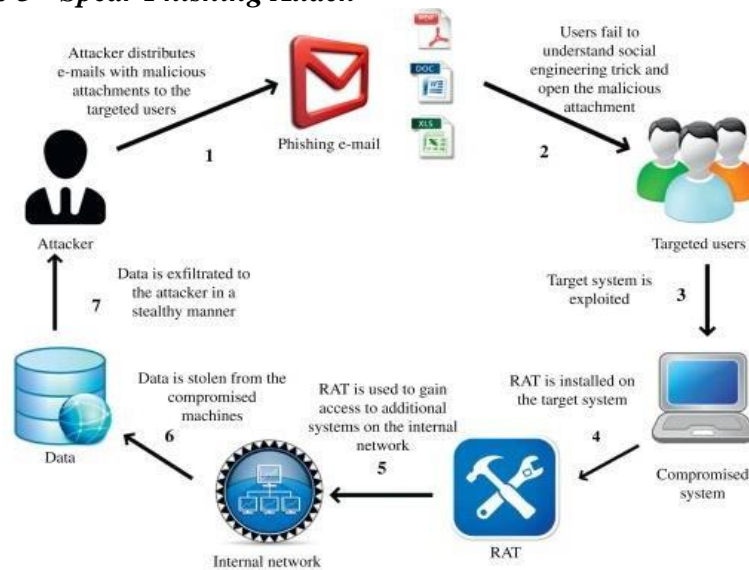 Attacker distributes
e-mails with malicious
attachments to the
targeted users
1
Phishing e-mail
PDF
DOC
XLS
Users fail to
understand social
engineering trick and
open the malicious
attachment
2
Attacker
Targeted users
Target system is
exploited
3
7
Data is exfiltrated to
the attacker in a
stealthy manner
Data is stolen from the
compromised
machines
6
RAT is used to gain
access to additional
systems on the internal
network
5
RAT is installed on
the target system
4
Data
Internal network
RAT
Compromised
system